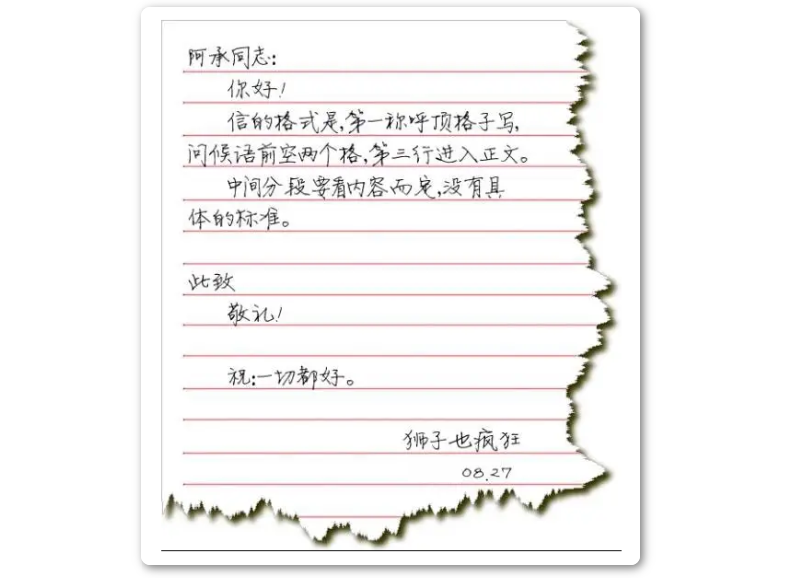 阿承同志:
你好!
信的格式是,第一称呼顶格子写,
问候语前空两个格,第三行进入正文。
中间分段要看内容而定,没有具
体的标准。
此致
敬礼!
祝:一切都好。
狮子也疯狂
08.27